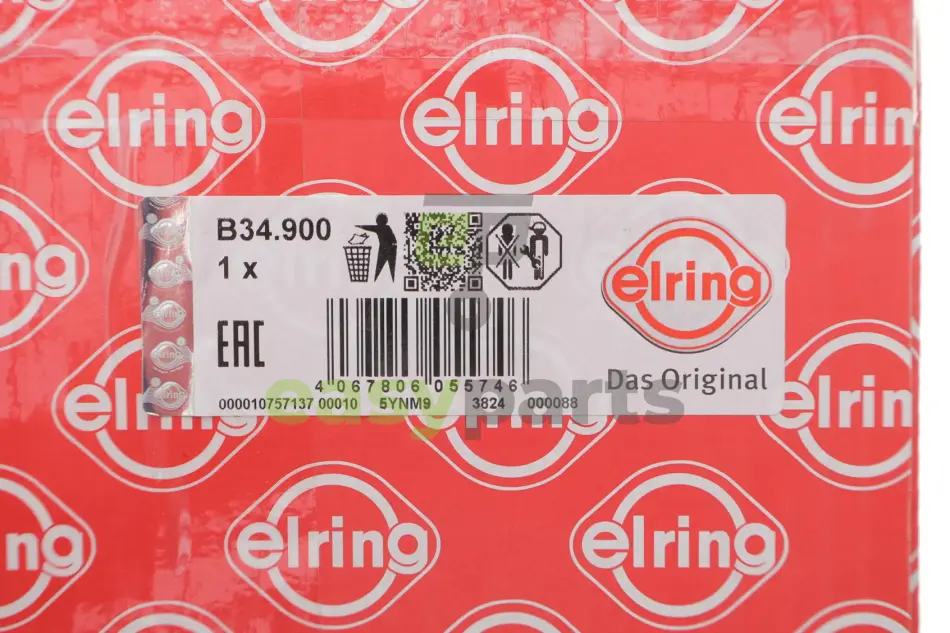 elring
elring
elring
elring
B34.900
1 x
EAC
elring
Das Original
4 067806 055746
000010757137 00010 5YNM9 3824 000088
easyparts
elring
elring
elring
elring
elring